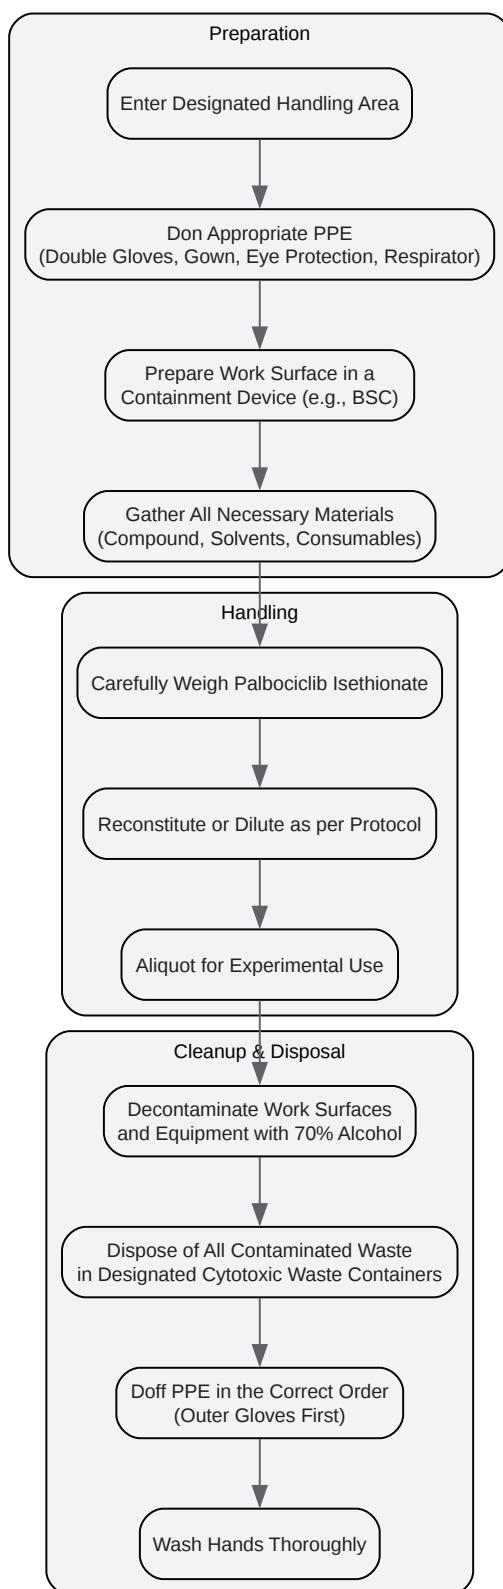 Preparation
Enter Designated Handling Area
Don Appropriate PPE
(Double Gloves, Gown, Eye Protection, Respirator)
Prepare Work Surface in a
Containment Device (e.g., BSC)
Gather All Necessary Materials
(Compound, Solvents, Consumables)
Handling
Carefully Weigh Palbociclib Isethionate
Reconstitute or Dilute as per Protocol
Aliquot for Experimental Use
Cleanup & Disposal
Decontaminate Work Surfaces
and Equipment with 70% Alcohol
Dispose of All Contaminated Waste
in Designated Cytotoxic Waste Containers
Doff PPE in the Correct Order
(Outer Gloves First)
Wash Hands Thoroughly